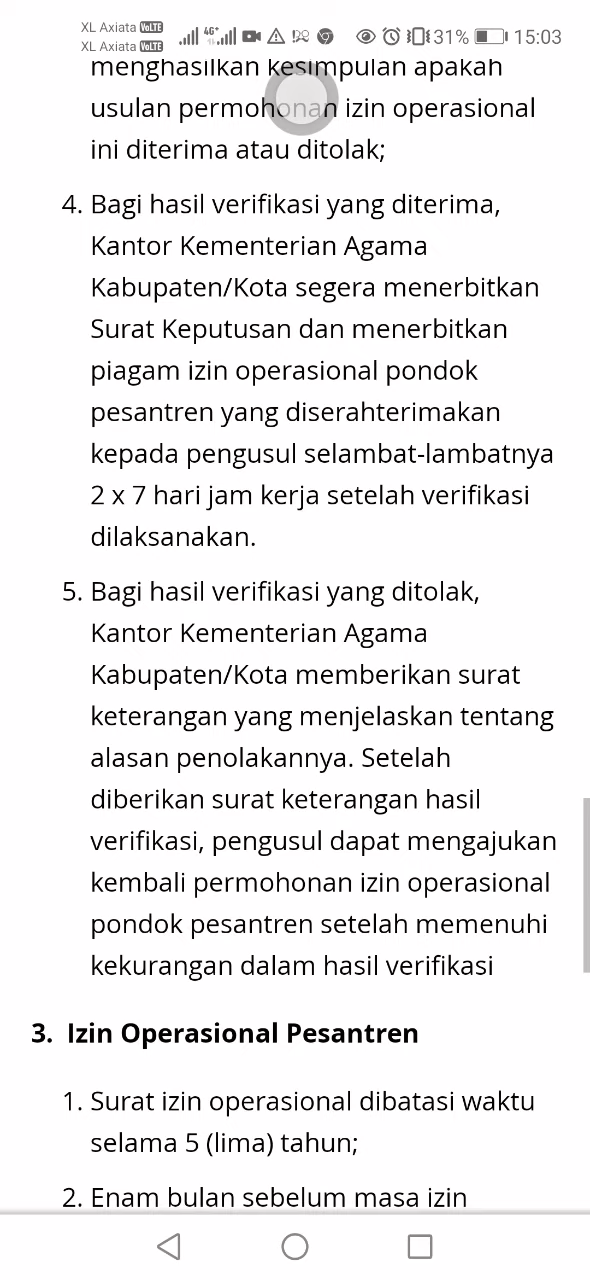 XL Axiata VoLTE
XL Axiata VoLTE
4G+
31% 15:03
menghasilkan kesimpulan apakah
usulan permohonan izin operasional
ini diterima atau ditolak;
4. Bagi hasil verifikasi yang diterima,
Kantor Kementerian Agama
Kabupaten/Kota segera menerbitkan
Surat Keputusan dan menerbitkan
piagam izin operasional pondok
pesantren yang diserahterimakan
kepada pengusul selambat-lambatnya
2 x 7 hari jam kerja setelah verifikasi
dilaksanakan.
5. Bagi hasil verifikasi yang ditolak,
Kantor Kementerian Agama
Kabupaten/Kota memberikan surat
keterangan yang menjelaskan tentang
alasan penolakannya. Setelah
diberikan surat keterangan hasil
verifikasi, pengusul dapat mengajukan
kembali permohonan izin operasional
pondok pesantren setelah memenuhi
kekurangan dalam hasil verifikasi
3. Izin Operasional Pesantren
1. Surat izin operasional dibatasi waktu
selama 5 (lima) tahun;
2. Enam bulan sebelum masa izin